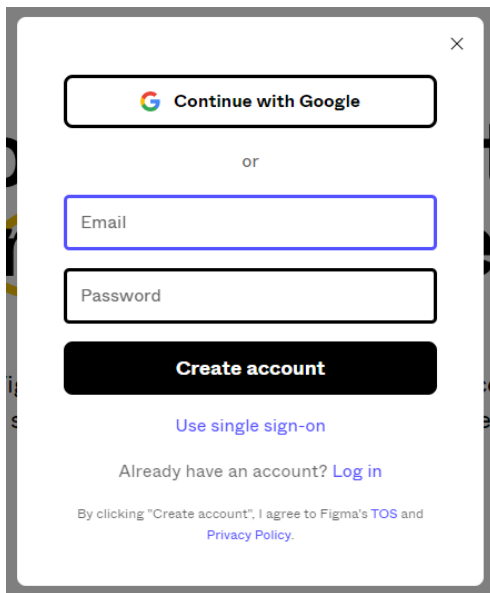 Continue with Google
or
Email
Password
Create account
Use single sign-on
Already have an account? Log in
By clicking "Create account", I agree to Figma's TOS and
Privacy Policy.